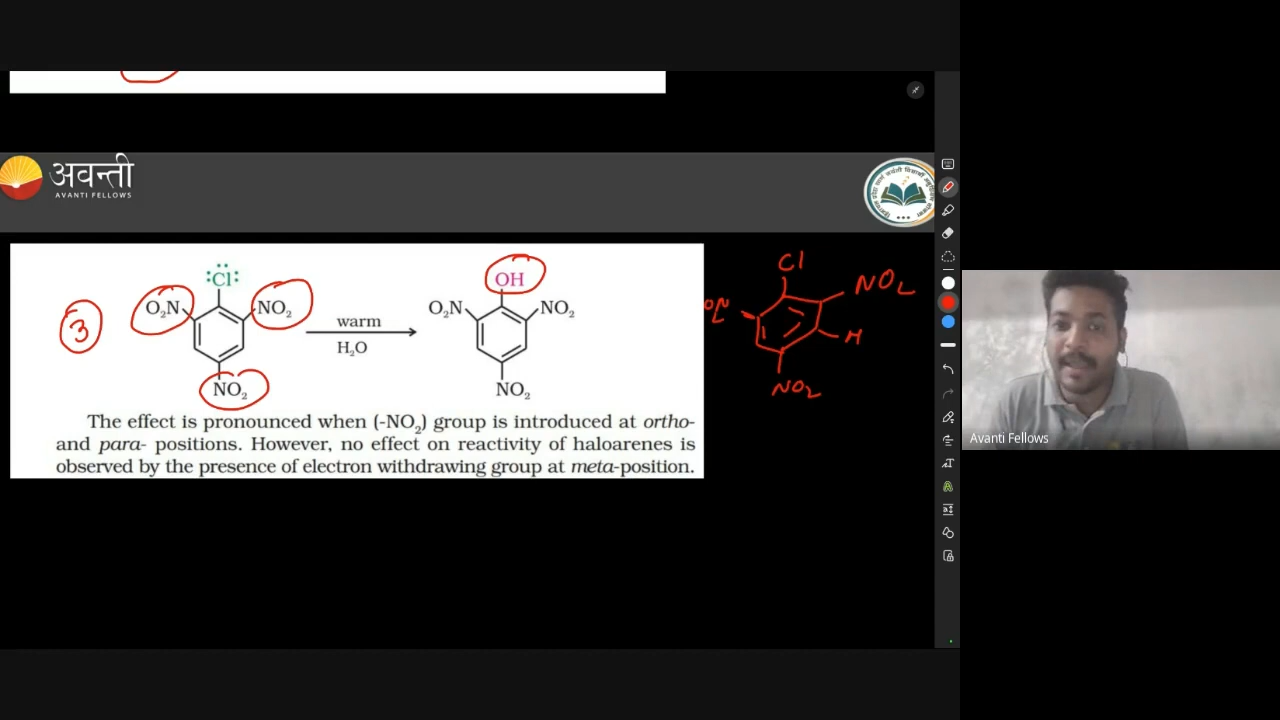 अवन्ती
AVANTI FELLOWS
3
:Cl:
O₂N
NO₂
NO₂
warm
H₂O
OH
O₂N
NO₂
NO₂
Cl
NO₂
O₂N
H
NO₂
The effect is pronounced when (-NO₂) group is introduced at ortho-
and para- positions. However, no effect on reactivity of haloarenes is
observed by the presence of electron withdrawing group at meta-position.
Avanti Fellows